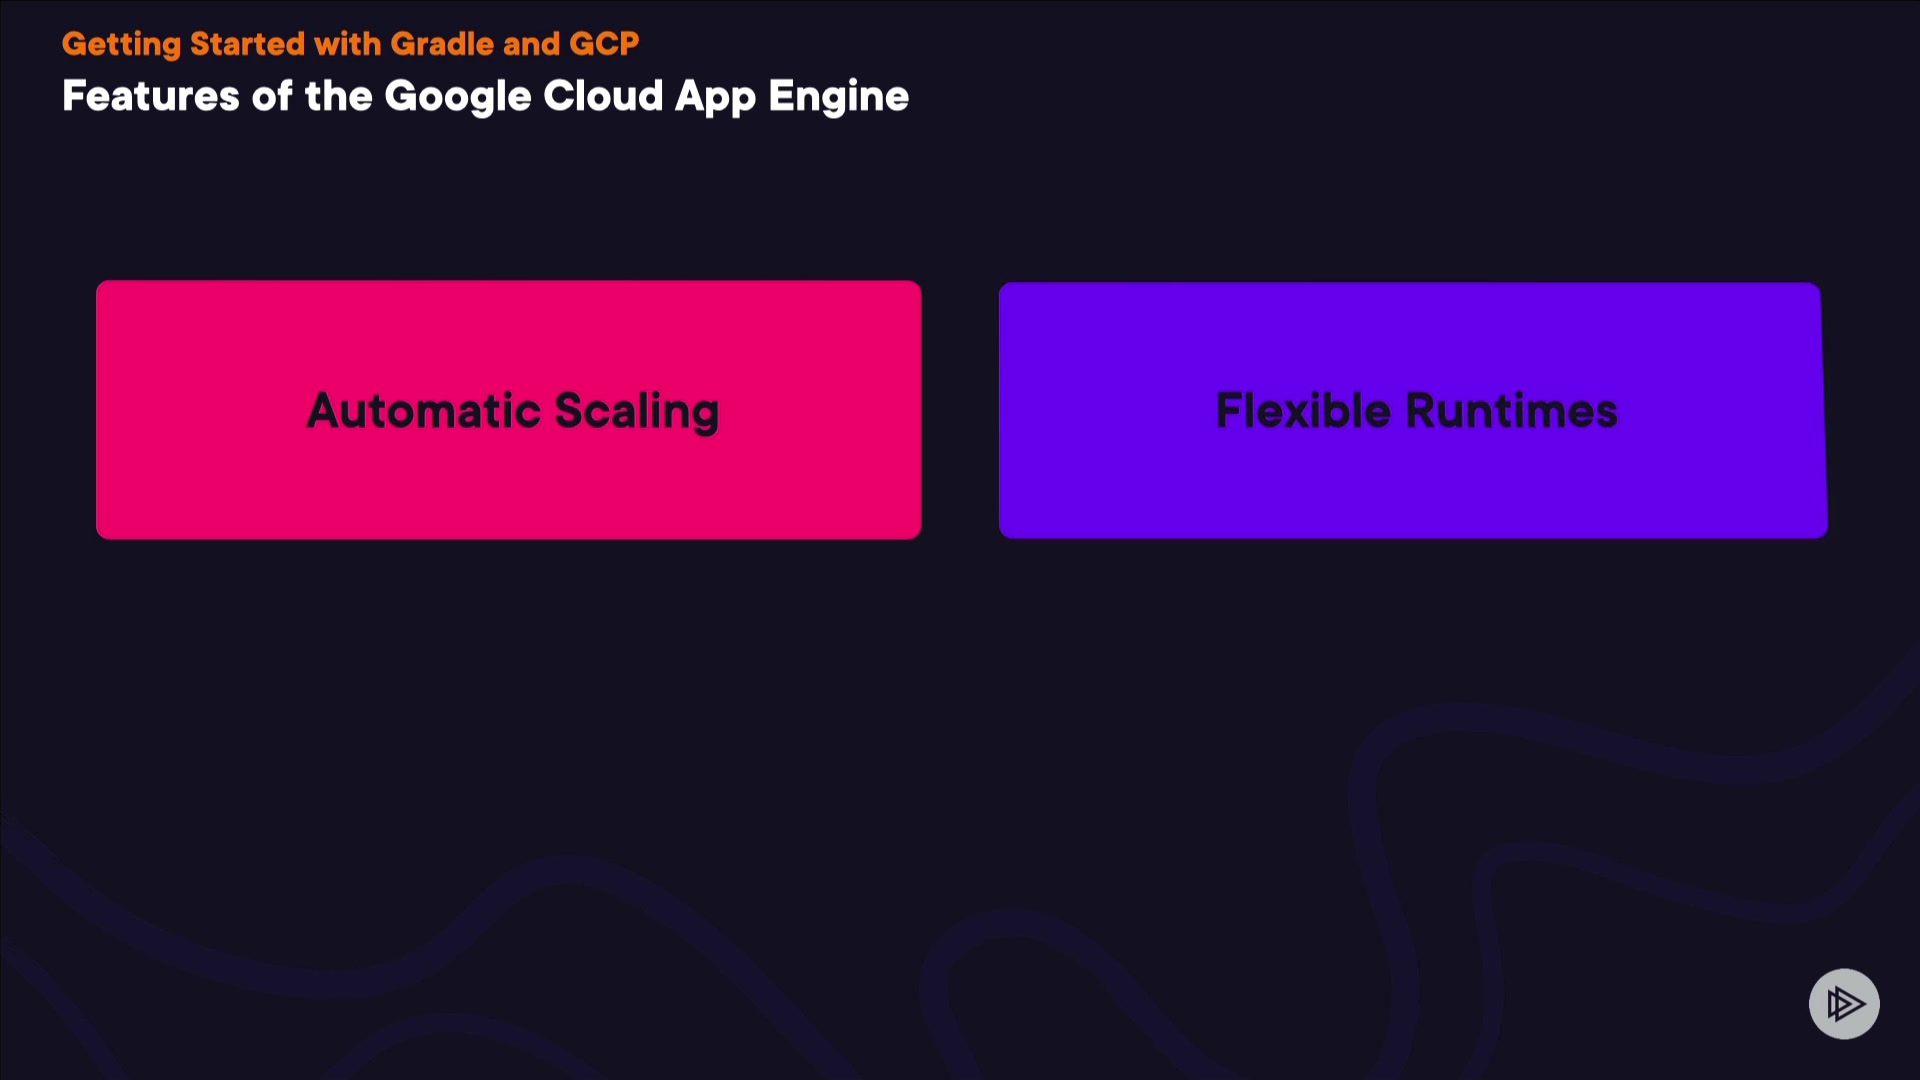 Getting Started with Gradle and GCP
Features of the Google Cloud App Engine
Automatic Scaling
Flexible Runtimes